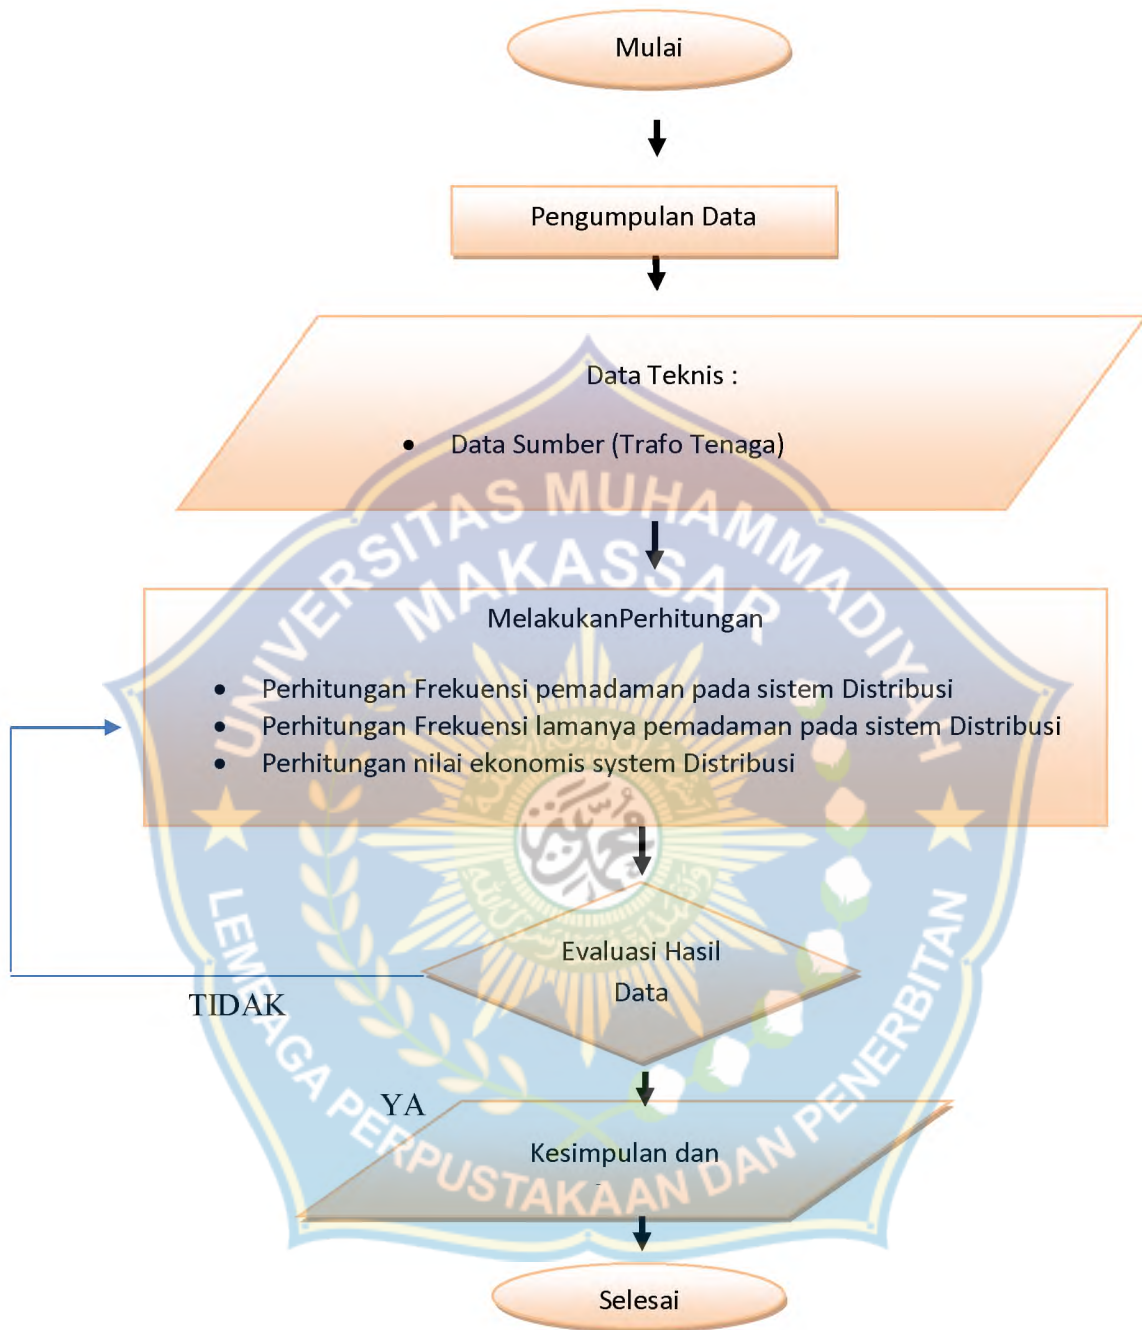 Mulai
Pengumpulan Data
Data Teknis :
• Data Sumber (Trafo Tenaga)
UNIVERSITAS MUHAMMADIYAH
MAKASSAR
MelakukanPerhitungan
• Perhitungan Frekuensi pemadaman pada sistem Distribusi
• Perhitungan Frekuensi lamanya pemadaman pada sistem Distribusi
• Perhitungan nilai ekonomis system Distribusi
Evaluasi Hasil
Data
TIDAK
YA
Kesimpulan dan
LEMBAGA PERPUSTAKAAN DAN PENERBITAN
Selesai